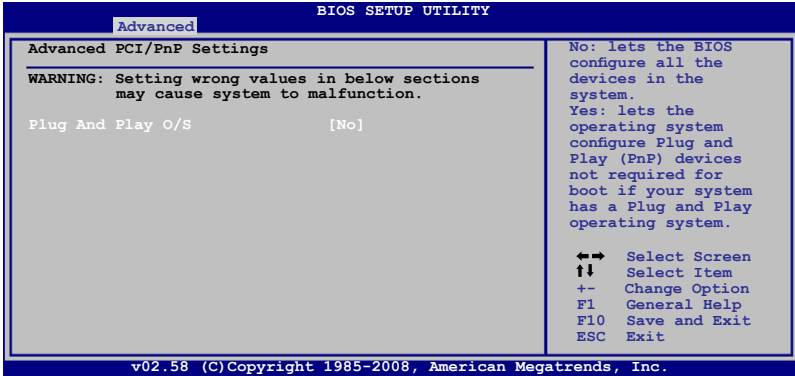 BIOS SETUP UTILITY
Advanced
Advanced PCI/PnP Settings
WARNING: Setting wrong values in below sections
may cause system to malfunction.
Plug And Play O/S [No]
No: lets the BIOS
configure all the
devices in the
system.
Yes: lets the
operating system
configure Plug and
Play (PnP) devices
not required for
boot if your system
has a Plug and Play
operating system.
←→ Select Screen
↑↓ Select Item
+- Change Option
F1 General Help
F10 Save and Exit
ESC Exit
v02.58 (C)Copyright 1985-2008, American Megatrends, Inc.